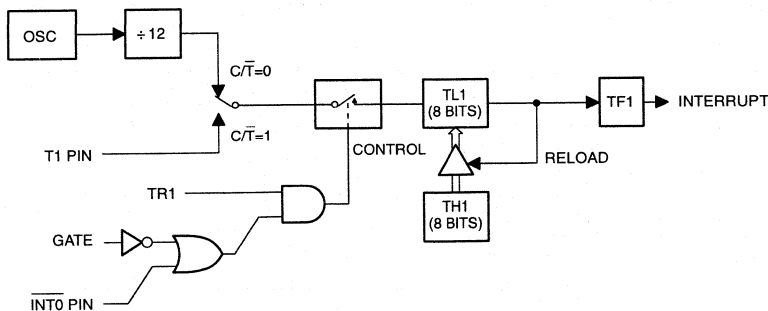 OSC
÷ 12
C/T̅=0
C/T̅=1
T1 PIN
TL1
(8 BITS)
TF1
INTERRUPT
CONTROL
RELOAD
TR1
TH1
(8 BITS)
GATE
I̅N̅T̅0̅ PIN